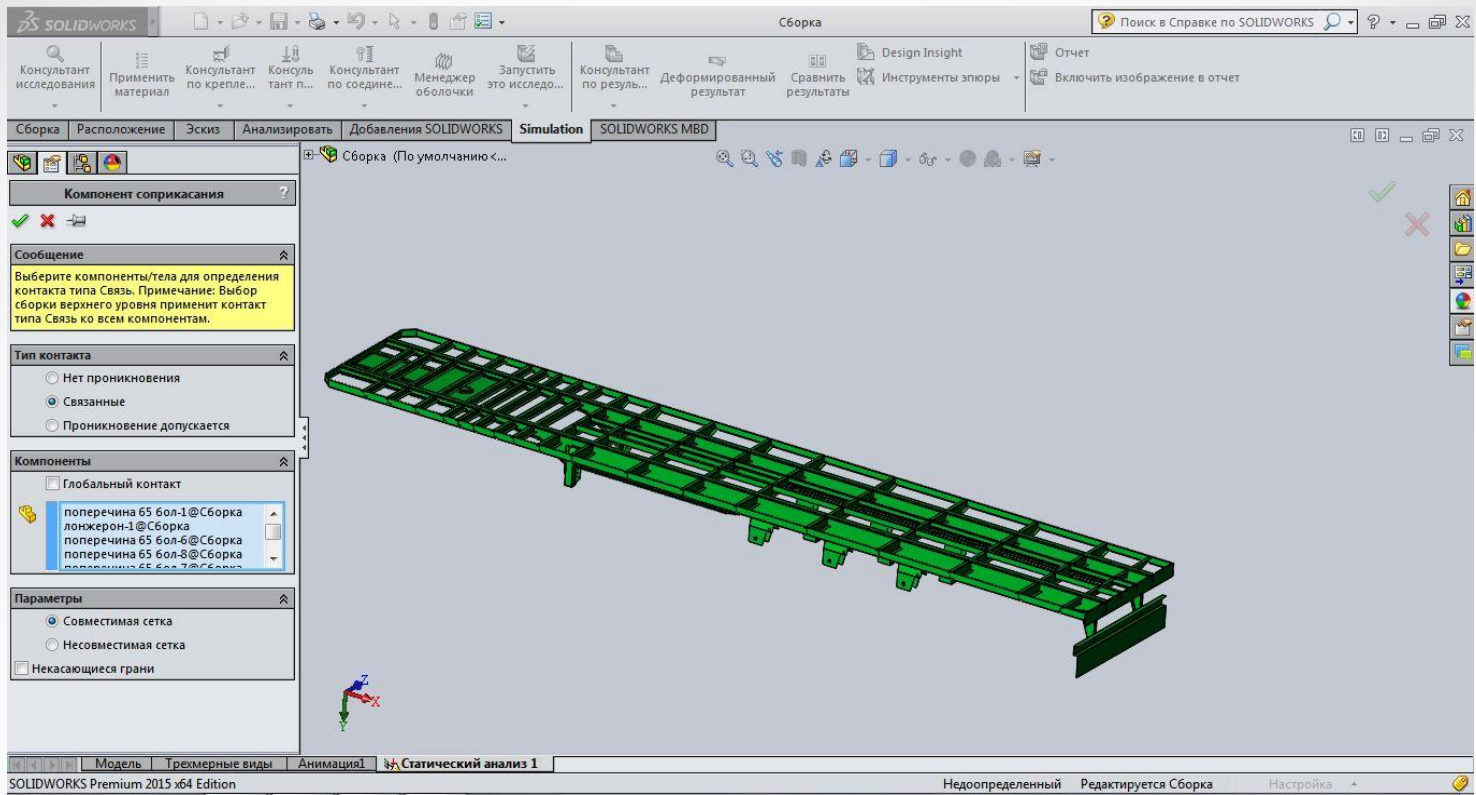 SOLIDWORKS
Сборка
Поиск в Справке по SOLIDWORKS
?
Консультант исследования
Применить материал
Консультант по крепле...
Консуль тант п...
Консультант по соедине...
Менеджер оболочки
Запустить это исследо...
Консультант по резуль...
Деформированный результат
Сравнить результаты
Design Insight
Инструменты эпюры
Отчет
Включить изображение в отчет
Сборка Расположение Эскиз Анализировать Добавления SOLIDWORKS Simulation SOLIDWORKS MBD
Сборка (По умолчанию<...
Компонент соприкасания ?
Сообщение
Выберите компоненты/тела для определения
контакта типа Связь. Примечание: Выбор
сборки верхнего уровня применит контакт
типа Связь ко всем компонентам.
Тип контакта
Нет проникновения
Связанные
Проникновение допускается
Компоненты
Глобальный контакт
поперечина 65 бол-1@Сборка
лонжерон-1@Сборка
поперечина 65 бол-6@Сборка
поперечина 65 бол-8@Сборка
поперечина 65 бол-7@Сборка
Параметры
Совместимая сетка
Несовместимая сетка
Некасающиеся грани
Z
X
Y
Модель Трехмерные виды Анимация1 Статический анализ 1
SOLIDWORKS Premium 2015 x64 Edition
Недоопределенный Редактируется Сборка Настройка